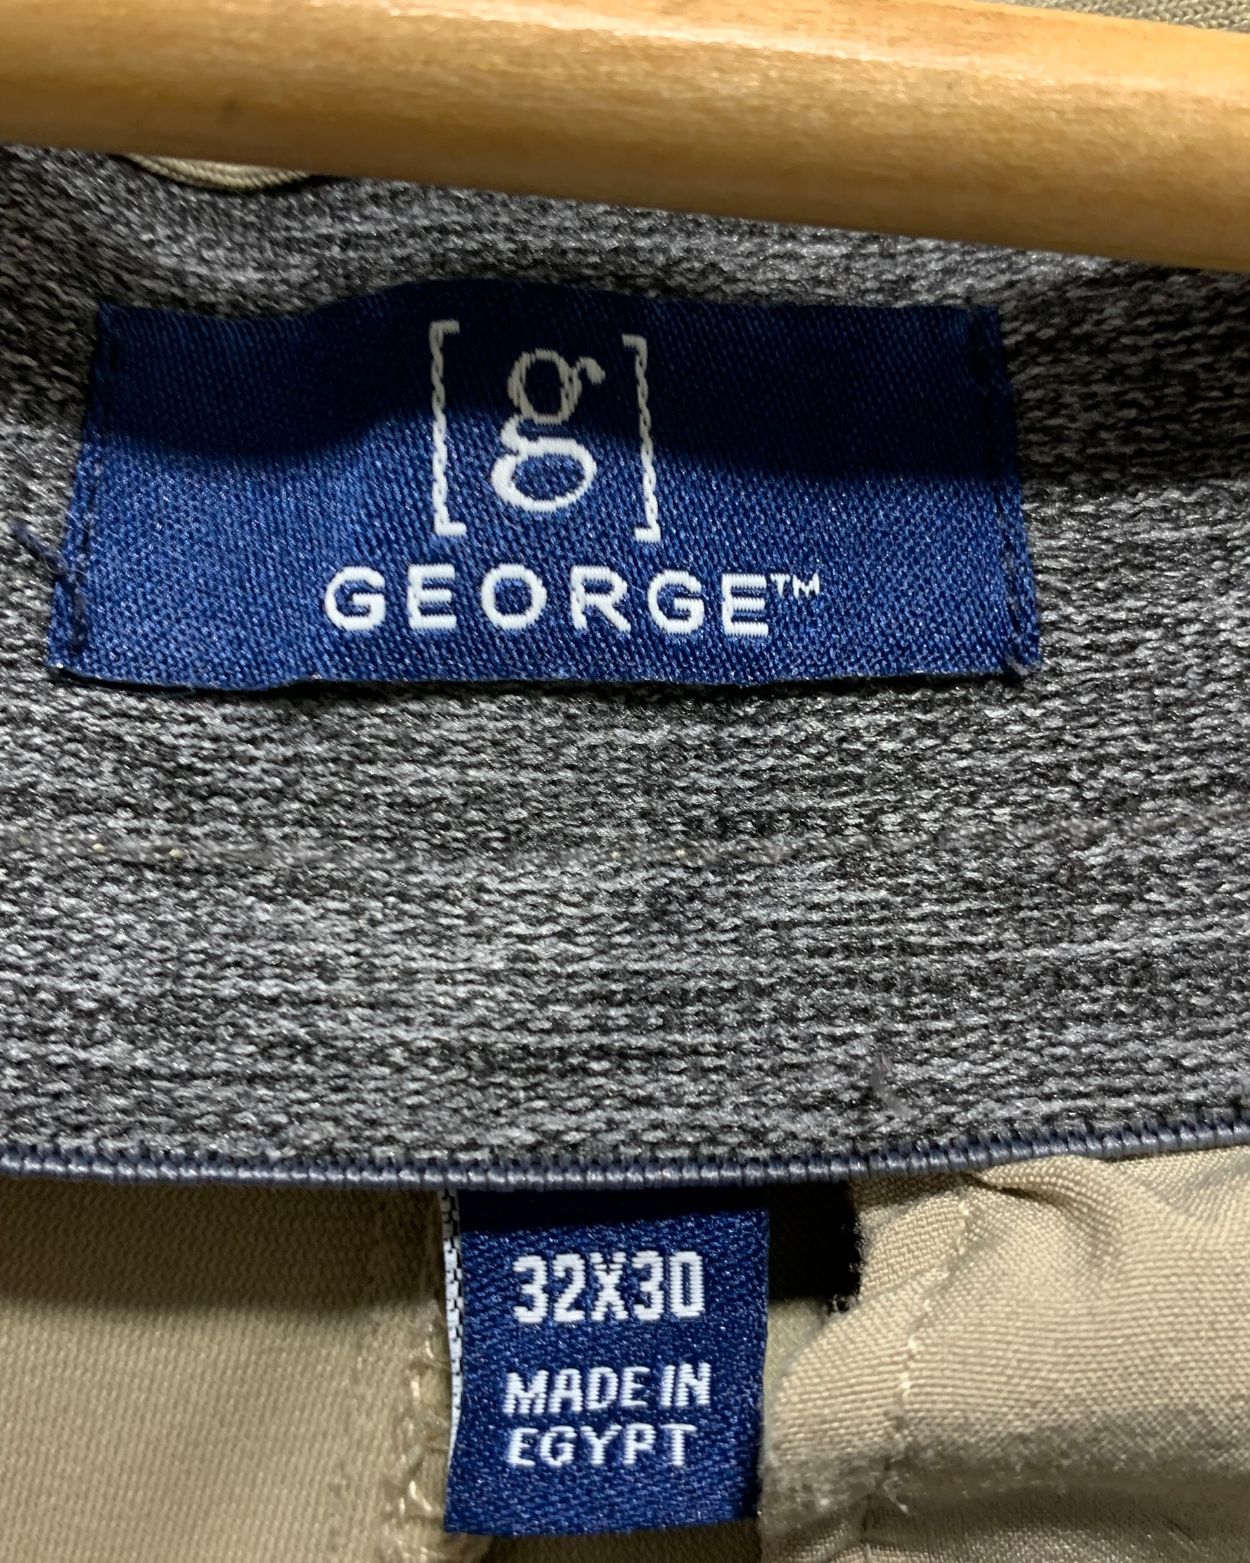 [g]
GEORGE™
32X30
MADE IN
EGYPT